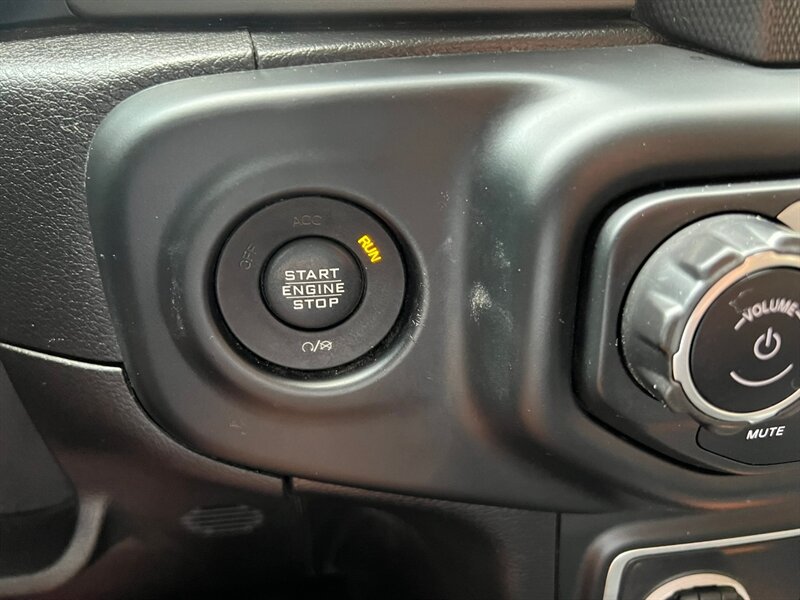 ACC
OFF
RUN
START
ENGINE
STOP
VOLUME
MUTE